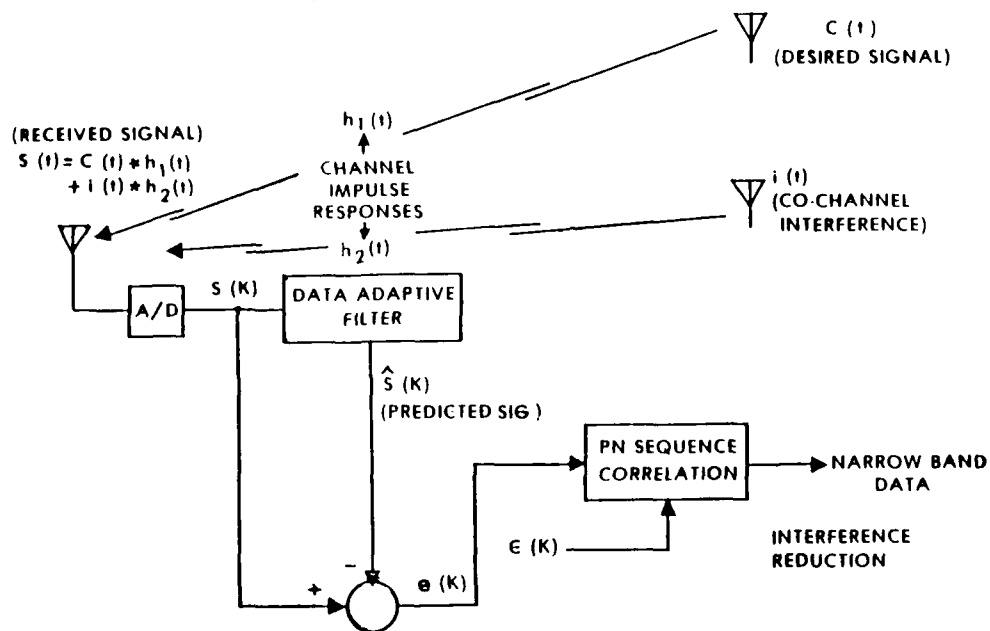 C (t)
(DESIRED SIGNAL)
h1(t)
(RECEIVED SIGNAL)
S (t) = C (t) * h1(t)
+ i(t) * h2(t)
CHANNEL
IMPULSE
RESPONSES
h2(t)
i (t)
(CO-CHANNEL
INTERFERENCE)
A/D
S (K)
DATA ADAPTIVE
FILTER
Ŝ (K)
(PREDICTED SIG )
PN SEQUENCE
CORRELATION
NARROW BAND
DATA
ϵ (K)
INTERFERENCE
REDUCTION
-
+
e (K)